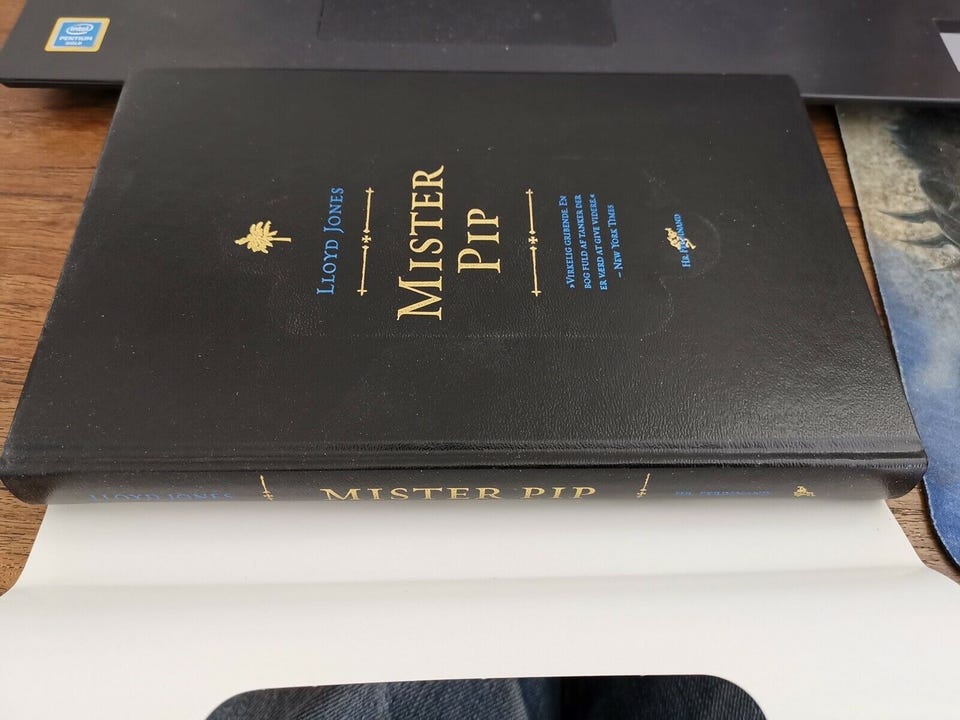 intel
PENTIUM
GOLD
LLOYD JONES
MISTER
PIP
»VIRKELIG GRIBENDE. EN
BOG FULD AF TANKER DER
ER VÆRD AT GIVE VIDERE.«
– NEW YORK TIMES
HR. FERDINAND
LLOYD JONES
MISTER PIP
HR. FERDINAND